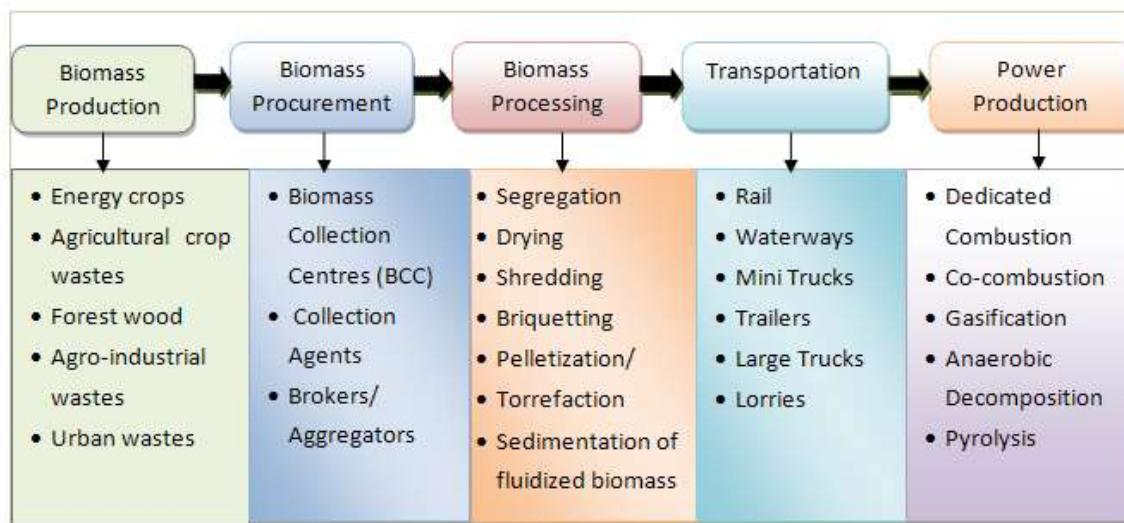 Biomass
Production
Biomass
Procurement
Biomass
Processing
Transportation
Power
Production
• Energy crops
• Agricultural crop
wastes
• Forest wood
• Agro-industrial
wastes
• Urban wastes
• Biomass
Collection
Centres (BCC)
• Collection
Agents
• Brokers/
Aggregators
• Segregation
• Drying
• Shredding
• Briquetting
• Pelletization/
• Torrefaction
• Sedimentation of
fluidized biomass
• Rail
• Waterways
• Mini Trucks
• Trailers
• Large Trucks
• Lorries
• Dedicated
Combustion
• Co-combustion
• Gasification
• Anaerobic
Decomposition
• Pyrolysis